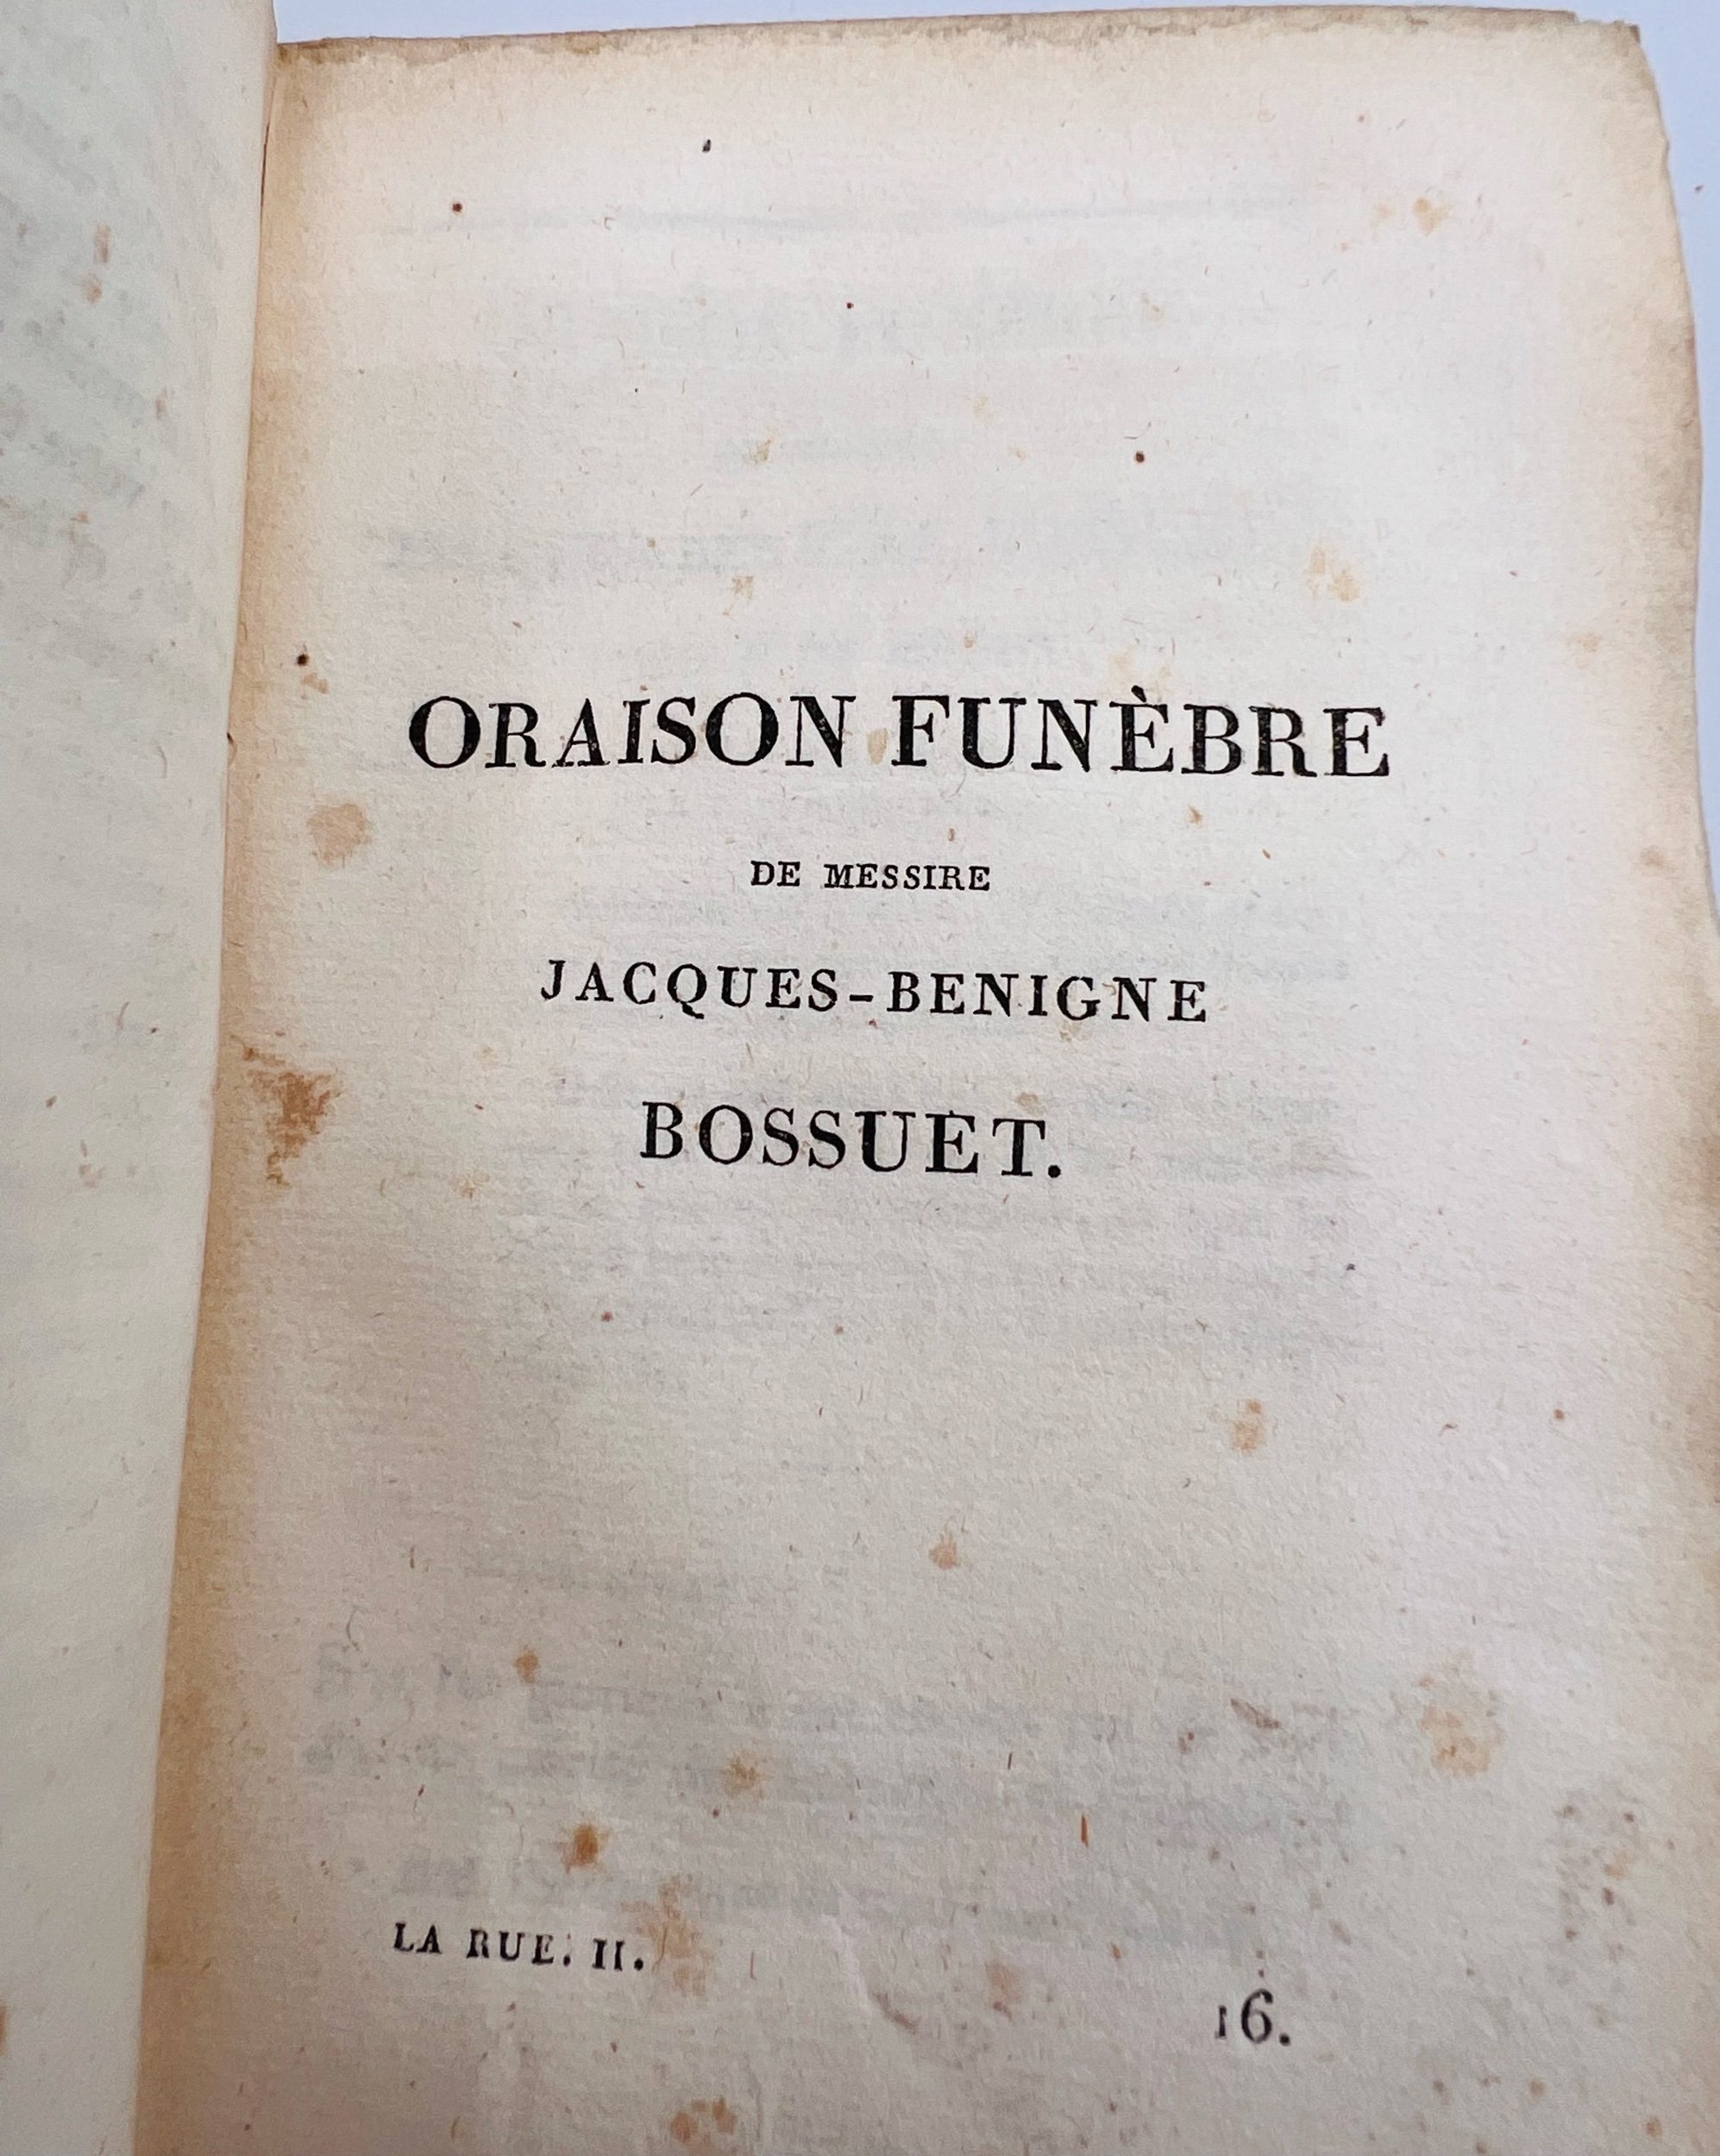 ORAISON FUNÈBRE
DE MESSIRE
JACQUES-BENIGNE
BOSSUET.
LA RUE. II.
16.